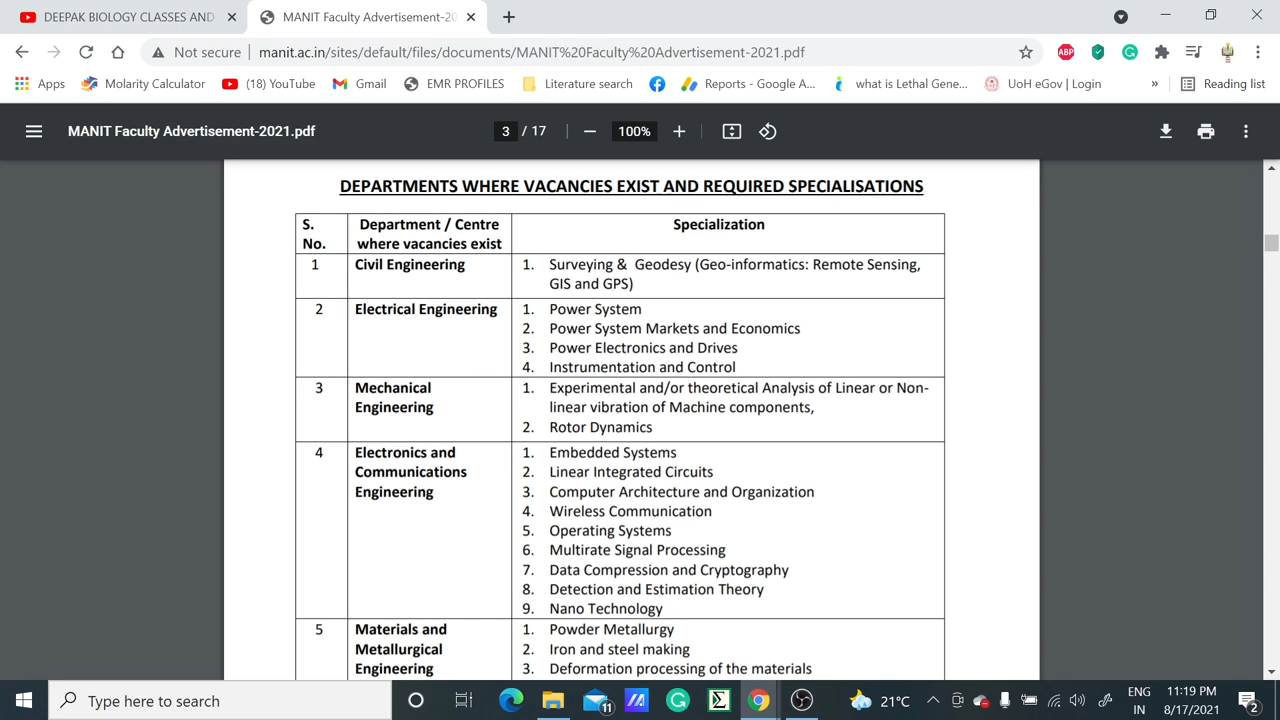 DEEPAK BIOLOGY CLASSES AND
MANIT Faculty Advertisement-20
Not secure
manit.ac.in/sites/default/files/documents/MANIT%20Faculty%20Advertisement-2021.pdf
ABP
Apps
Molarity Calculator
(18) YouTube
Gmail
EMR PROFILES
Literature search
Reports - Google A...
what is Lethal Gene...
UoH eGov | Login
»
Reading list
MANIT Faculty Advertisement-2021.pdf
3 / 17
100%
DEPARTMENTS WHERE VACANCIES EXIST AND REQUIRED SPECIALISATIONS
S. No.
Department / Centre where vacancies exist
Specialization
1
Civil Engineering
1. Surveying & Geodesy (Geo-informatics: Remote Sensing,
GIS and GPS)
2
Electrical Engineering
1. Power System
2. Power System Markets and Economics
3. Power Electronics and Drives
4. Instrumentation and Control
3
Mechanical
Engineering
1. Experimental and/or theoretical Analysis of Linear or Non-
linear vibration of Machine components,
2. Rotor Dynamics
4
Electronics and
Communications
Engineering
1. Embedded Systems
2. Linear Integrated Circuits
3. Computer Architecture and Organization
4. Wireless Communication
5. Operating Systems
6. Multirate Signal Processing
7. Data Compression and Cryptography
8. Detection and Estimation Theory
9. Nano Technology
5
Materials and
Metallurgical
Engineering
1. Powder Metallurgy
2. Iron and steel making
3. Deformation processing of the materials
Type here to search
11
21°C
ENG
IN
11:19 PM
8/17/2021
2